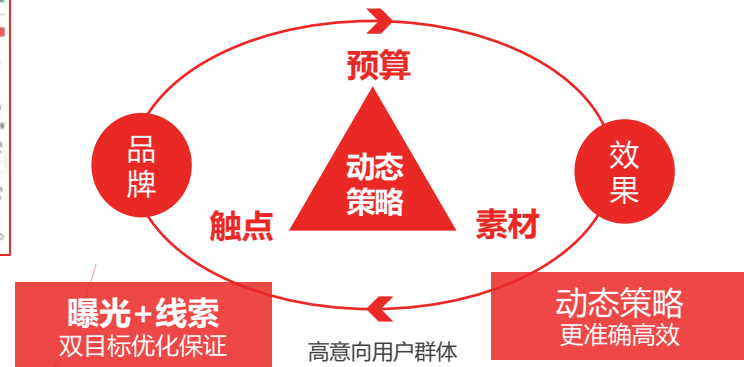 预算
品牌
动态
策略
效果
触点
素材
曝光+线索
双目标优化保证
高意向用户群体
动态策略
更准确高效